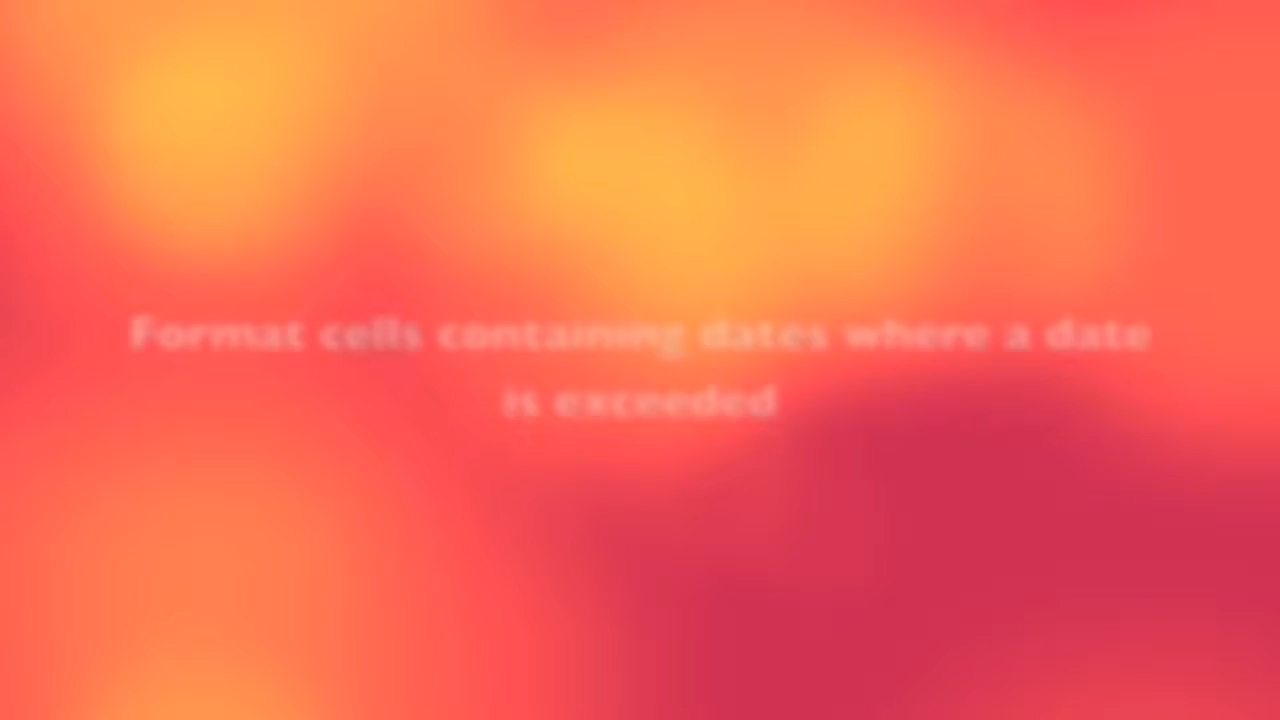 Format cells containing dates where a date
is exceeded